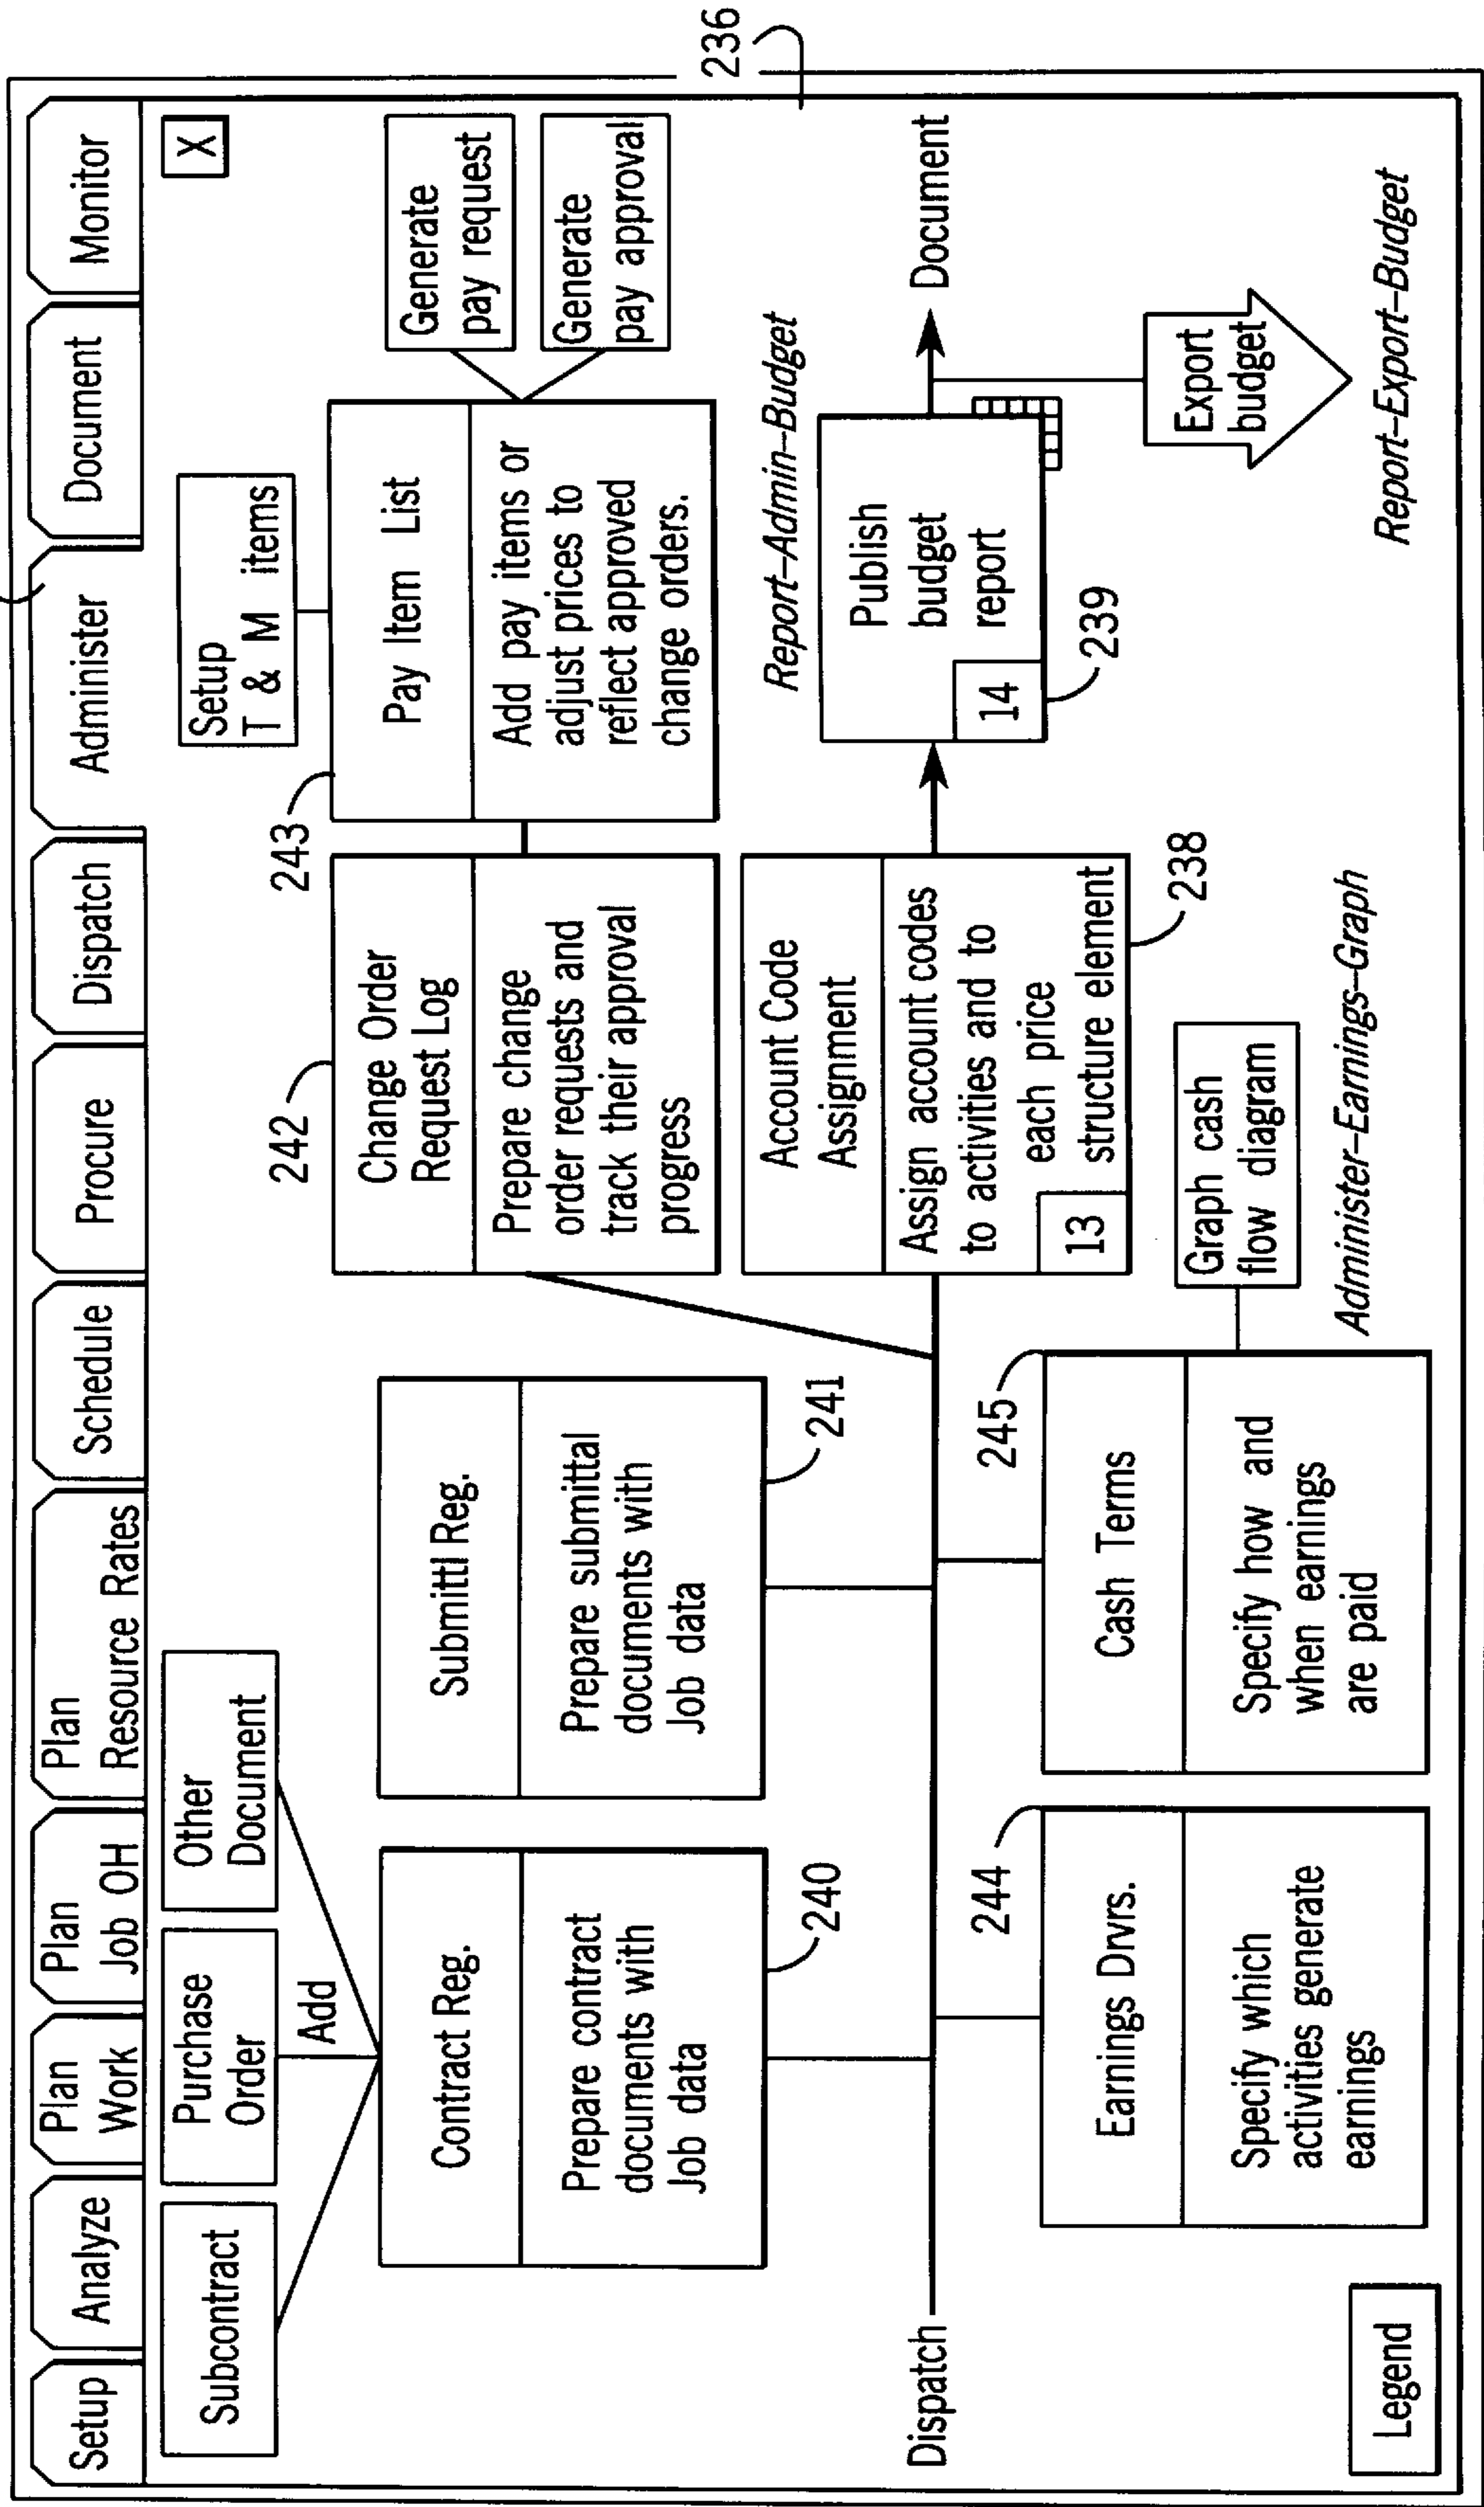 Setup
Analyze
Plan
Work
Plan
Job OH
Plan
Resource Rates
Schedule
Procure
Dispatch
Administer
Document
Monitor
X
236
Subcontract
Purchase
Order
Other
Document
Add
Contract Reg.
Prepare contract
documents with
Job data
240
Submittl Reg.
Prepare submittal
documents with
Job data
241
242
Change Order
Request Log
Prepare change
order requests and
track their approval
progress
243
Setup
T & M items
Pay Item List
Add pay items or
adjust prices to
reflect approved
change orders.
Generate
pay request
Generate
pay approval
Dispatch
Account Code
Assignment
Assign account codes
to activities and to
each price
structure element
13
238
Report-Admin-Budget
Publish
budget
report
14
239
Document
Export
budget
Report-Export-Budget
244
Earnings Drvrs.
Specify which
activities generate
earnings
245
Cash Terms
Specify how and
when earnings
are paid
Graph cash
flow diagram
Administer-Earnings-Graph
Legend